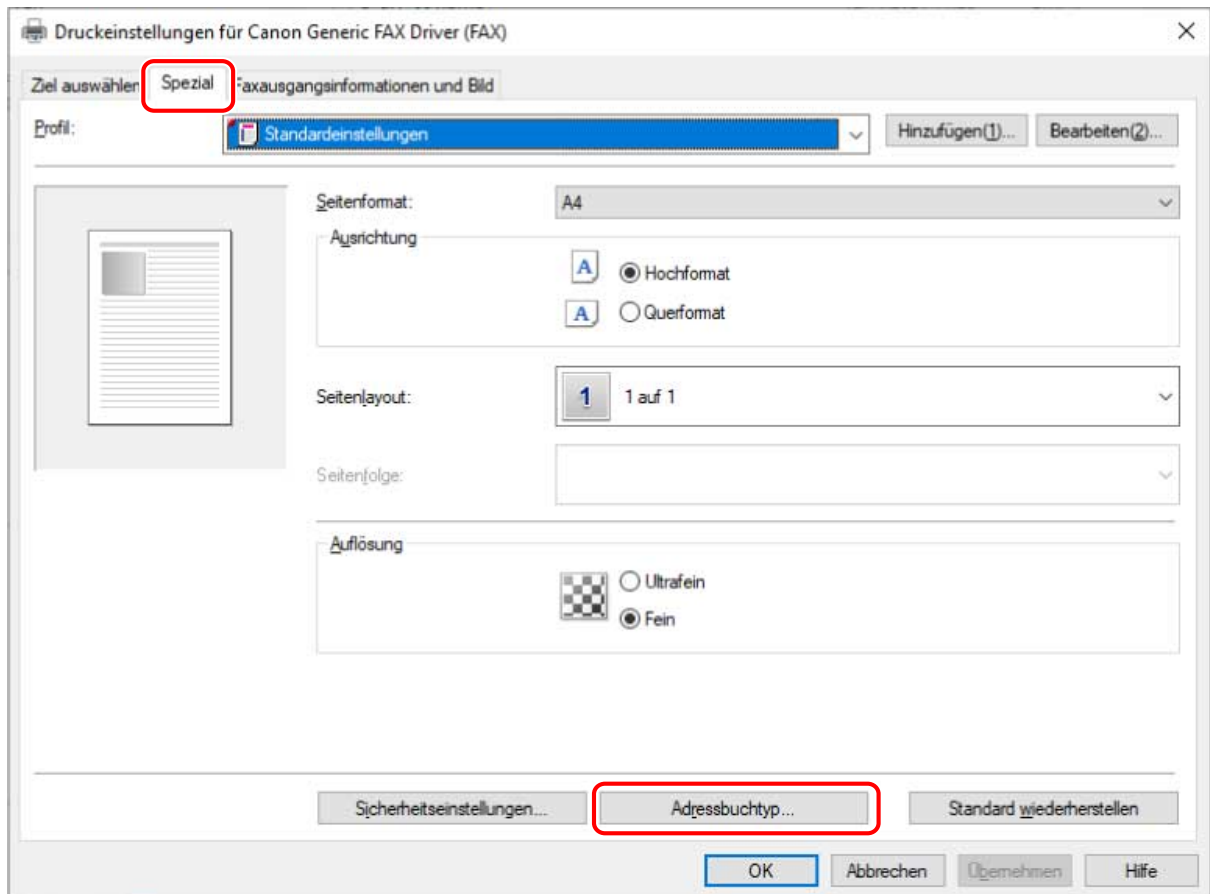 Druckeinstellungen für Canon Generic FAX Driver (FAX)
Ziel auswählen Spezial Faxausgangsinformationen und Bild
Profil: Standardeinstellungen Hinzufügen(1)... Bearbeiten(2)...
Seitenformat: A4
Ausrichtung
A Hochformat
A Querformat
Seitenlayout: 1 1 auf 1
Seitenfolge:
Auflösung
Ultrafein
Fein
Sicherheitseinstellungen... Adressbuchtyp... Standard wiederherstellen
OK Abbrechen Übernehmen Hilfe